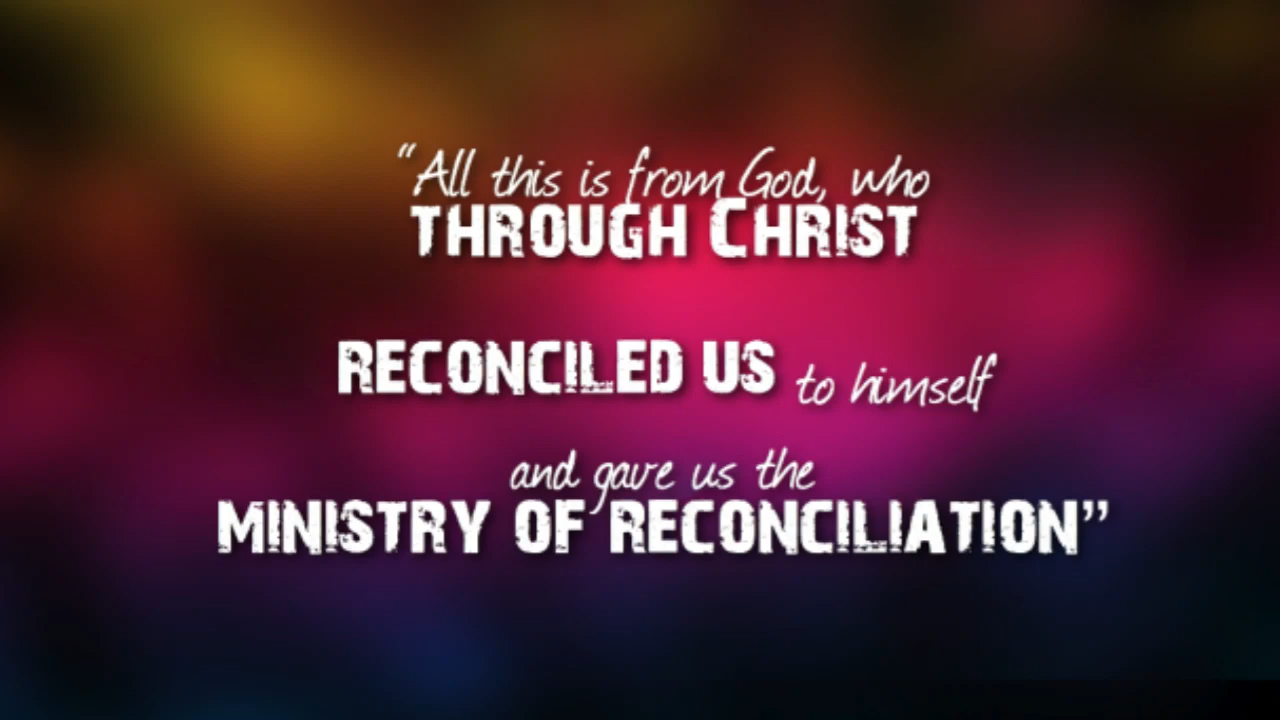 “All this is from God, who
THROUGH CHRIST
RECONCILED US to himself
and gave us the
MINISTRY OF RECONCILIATION”